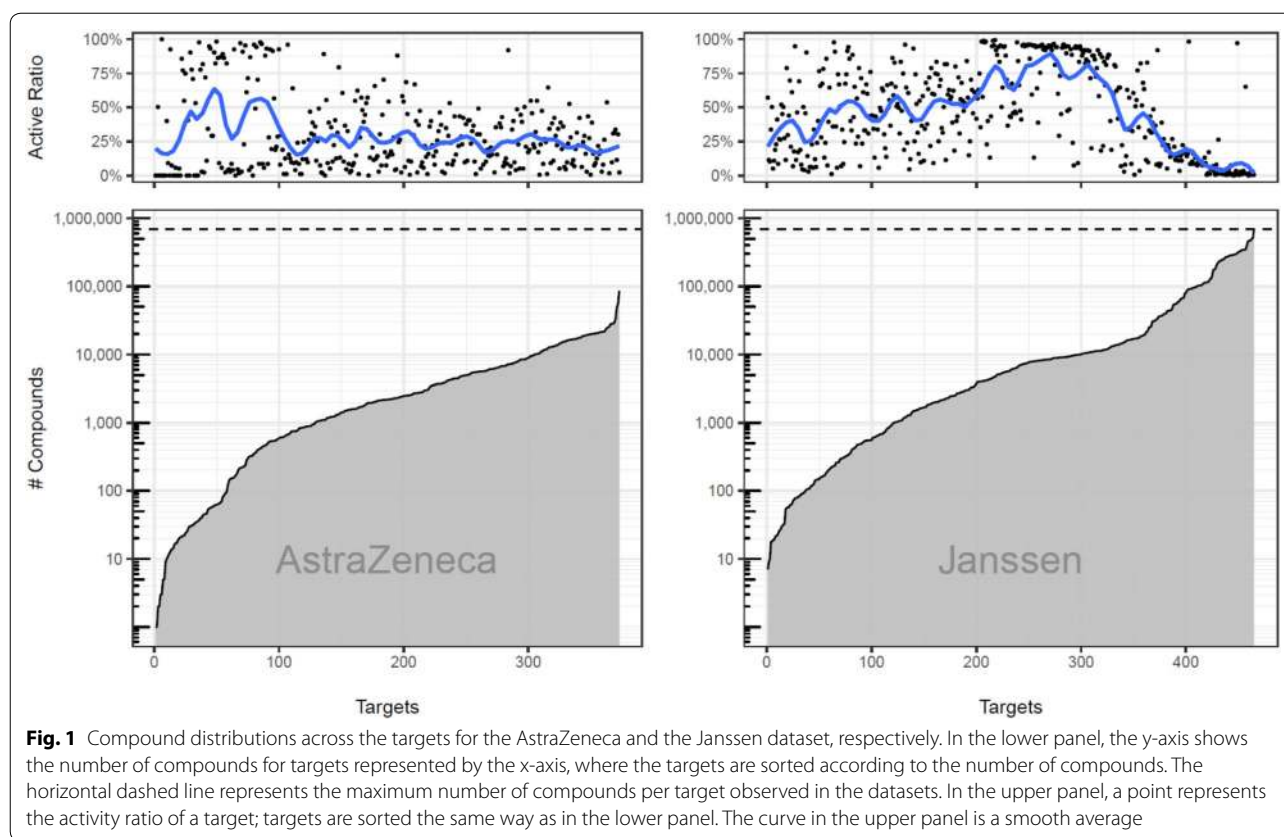 Active Ratio
100%
75%
50%
25%
0%
100%
75%
50%
25%
0%
# Compounds
1,000,000
100,000
10,000
1,000
100
10
AstraZeneca
0 100 200 300
Targets
1,000,000
100,000
10,000
1,000
100
10
Janssen
0 100 200 300 400
Targets
Fig. 1 Compound distributions across the targets for the AstraZeneca and the Janssen dataset, respectively. In the lower panel, the y-axis shows
the number of compounds for targets represented by the x-axis, where the targets are sorted according to the number of compounds. The
horizontal dashed line represents the maximum number of compounds per target observed in the datasets. In the upper panel, a point represents
the activity ratio of a target; targets are sorted the same way as in the lower panel. The curve in the upper panel is a smooth average